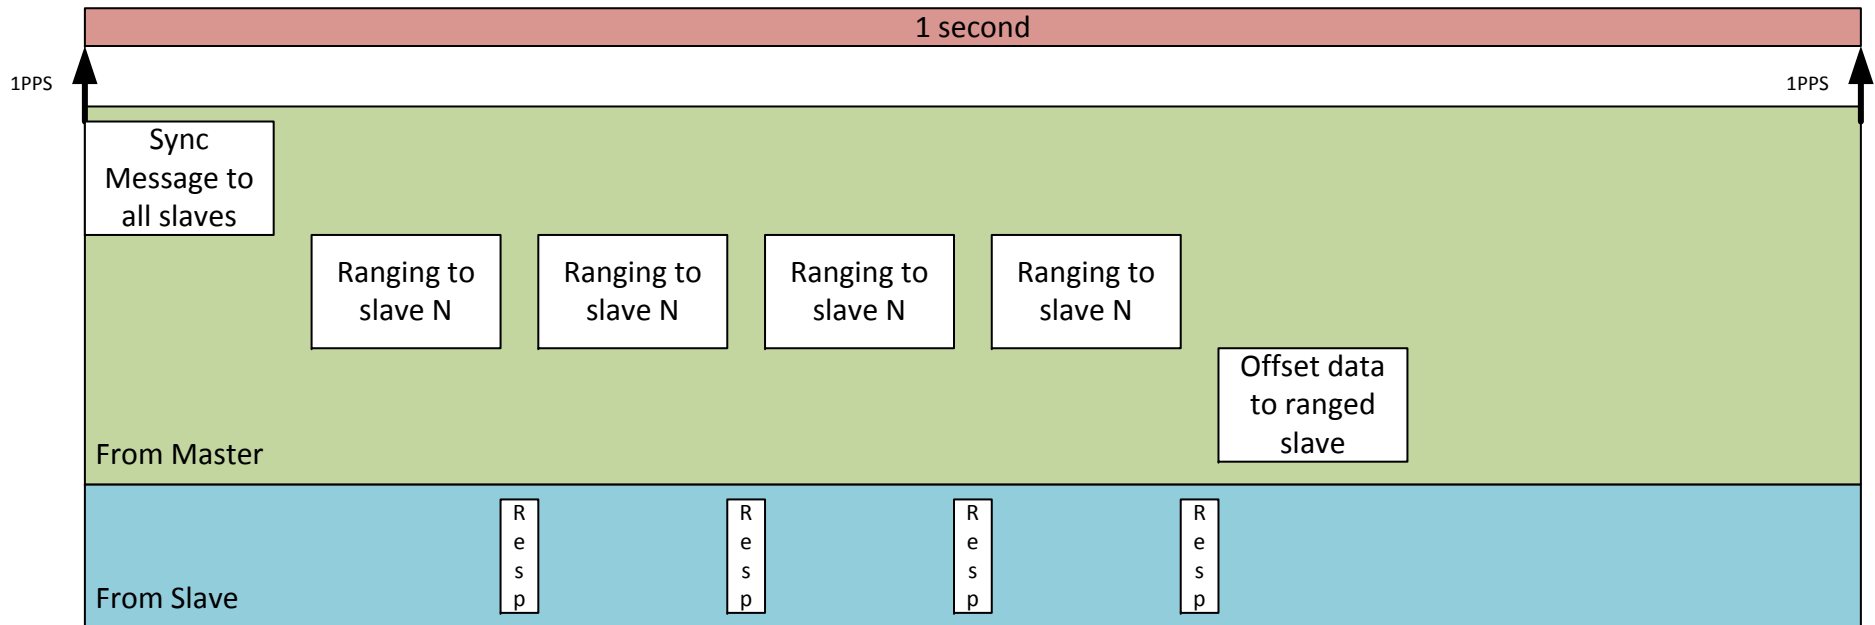 1 second
1PPS
1PPS
Sync
Message to
all slaves
Ranging to
slave N
Ranging to
slave N
Ranging to
slave N
Ranging to
slave N
Offset data
to ranged
slave
From Master
R
e
s
p
R
e
s
p
R
e
s
p
R
e
s
p
From Slave